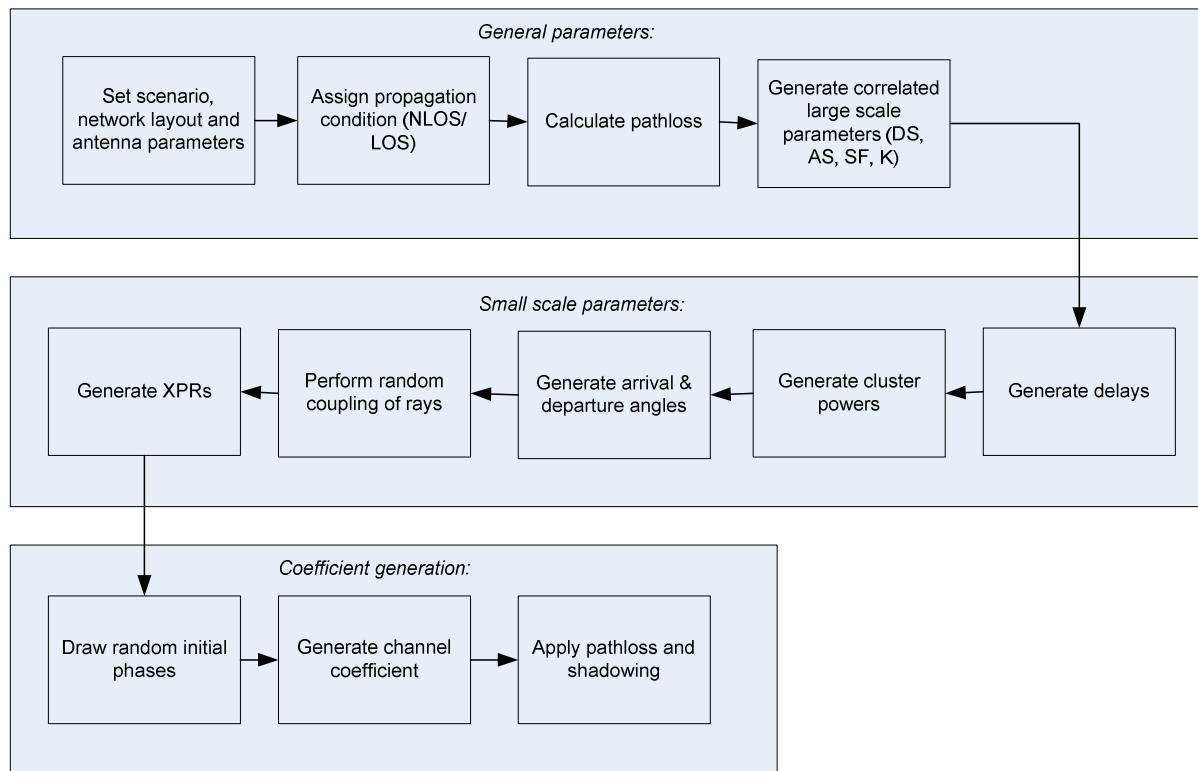 General parameters:
Set scenario,
network layout and
antenna parameters
Assign propagation
condition (NLOS/
LOS)
Calculate pathloss
Generate correlated
large scale
parameters (DS,
AS, SF, K)
Small scale parameters:
Generate XPRs
Perform random
coupling of rays
Generate arrival &
departure angles
Generate cluster
powers
Generate delays
Coefficient generation:
Draw random initial
phases
Generate channel
coefficient
Apply pathloss and
shadowing